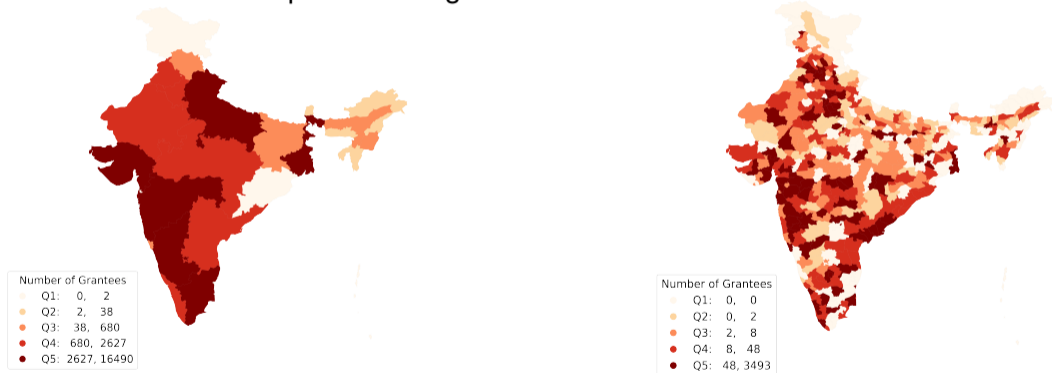 Number of Grantees
Q1: 0, 2
Q2: 2, 38
Q3: 38, 680
Q4: 680, 2627
Q5: 2627, 16490
Number of Grantees
Q1: 0, 0
Q2: 0, 2
Q3: 2, 8
Q4: 8, 48
Q5: 48, 3493